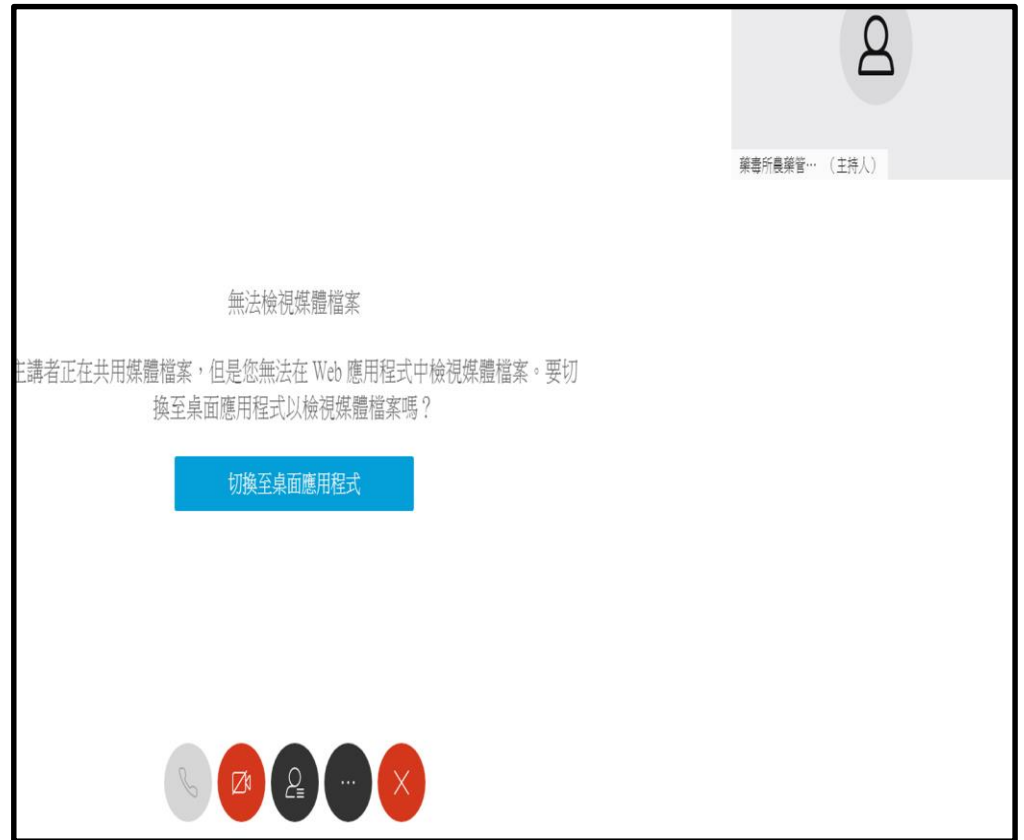 藥毒所農藥管… （主持人）
無法檢視媒體檔案
主講者正在共用媒體檔案，但是您無法在 Web 應用程式中檢視媒體檔案。要切
換至桌面應用程式以檢視媒體檔案嗎？
切換至桌面應用程式